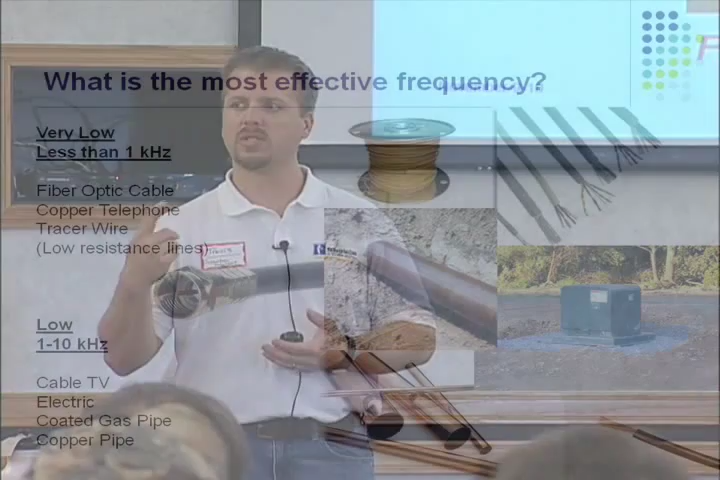 What is the most effective frequency?
Very Low
Less than 1 kHz
Fiber Optic Cable
Copper Telephone
Tracer Wire
(Low resistance lines)
Low
1-10 kHz
Cable TV
Electric
Coated Gas Pipe
Copper Pipe